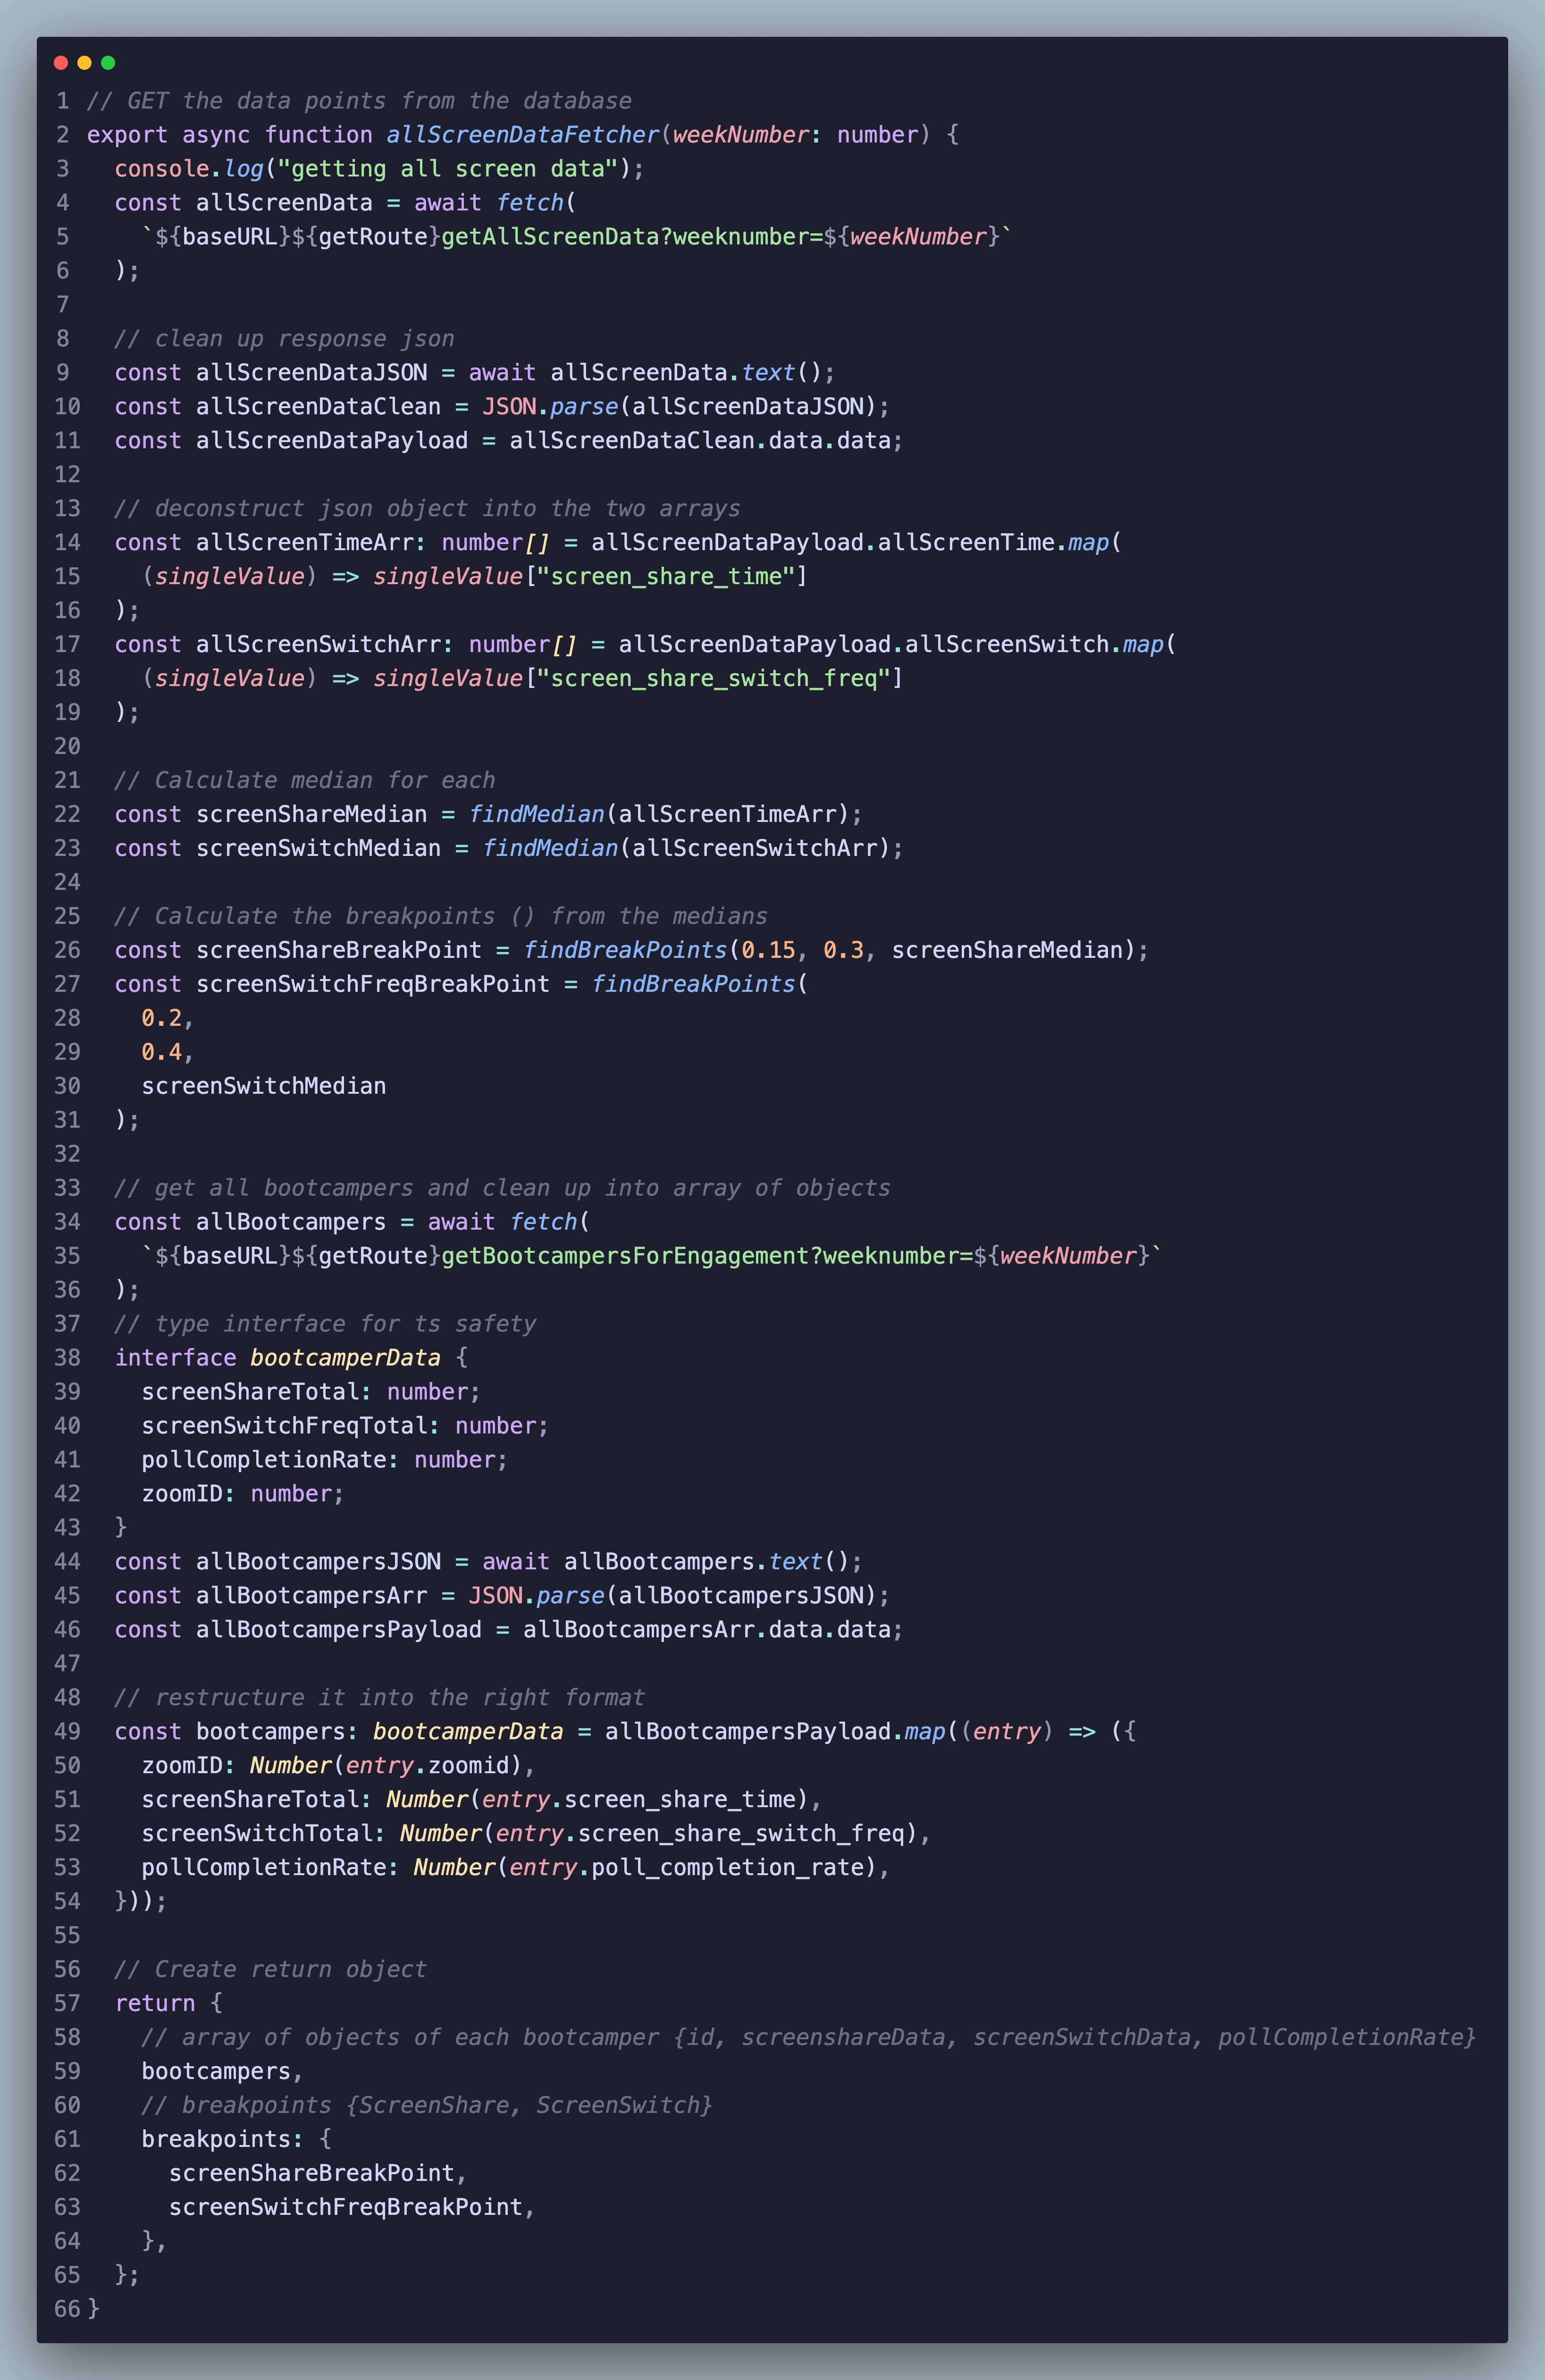 1 // GET the data points from the database
2 export async function allScreenDataFetcher(weekNumber: number) {
3   console.log("getting all screen data");
4   const allScreenData = await fetch(
5     `${baseURL}${getRoute}getAllScreenData?weeknumber=${weekNumber}`
6   );
7
8   // clean up response json
9   const allScreenDataJSON = await allScreenData.text();
10   const allScreenDataClean = JSON.parse(allScreenDataJSON);
11   const allScreenDataPayload = allScreenDataClean.data.data;
12
13   // deconstruct json object into the two arrays
14   const allScreenTimeArr: number[] = allScreenDataPayload.allScreenTime.map(
15     (singleValue) => singleValue["screen_share_time"]
16   );
17   const allScreenSwitchArr: number[] = allScreenDataPayload.allScreenSwitch.map(
18     (singleValue) => singleValue["screen_share_switch_freq"]
19   );
20
21   // Calculate median for each
22   const screenShareMedian = findMedian(allScreenTimeArr);
23   const screenSwitchMedian = findMedian(allScreenSwitchArr);
24
25   // Calculate the breakpoints () from the medians
26   const screenShareBreakPoint = findBreakPoints(0.15, 0.3, screenShareMedian);
27   const screenSwitchFreqBreakPoint = findBreakPoints(
28     0.2,
29     0.4,
30     screenSwitchMedian
31   );
32
33   // get all bootcampers and clean up into array of objects
34   const allBootcampers = await fetch(
35     `${baseURL}${getRoute}getBootcampersForEngagement?weeknumber=${weekNumber}`
36   );
37   // type interface for ts safety
38   interface bootcamperData {
39     screenShareTotal: number;
40     screenSwitchFreqTotal: number;
41     pollCompletionRate: number;
42     zoomID: number;
43   }
44   const allBootcampersJSON = await allBootcampers.text();
45   const allBootcampersArr = JSON.parse(allBootcampersJSON);
46   const allBootcampersPayload = allBootcampersArr.data.data;
47
48   // restructure it into the right format
49   const bootcampers: bootcamperData = allBootcampersPayload.map((entry) => ({
50     zoomID: Number(entry.zoomid),
51     screenShareTotal: Number(entry.screen_share_time),
52     screenSwitchTotal: Number(entry.screen_share_switch_freq),
53     pollCompletionRate: Number(entry.poll_completion_rate),
54   }));
55
56   // Create return object
57   return {
58     // array of objects of each bootcamper {id, screenshareData, screenSwitchData, pollCompletionRate}
59     bootcampers,
60     // breakpoints {ScreenShare, ScreenSwitch}
61     breakpoints: {
62       screenShareBreakPoint,
63       screenSwitchFreqBreakPoint,
64     },
65   };
66 }